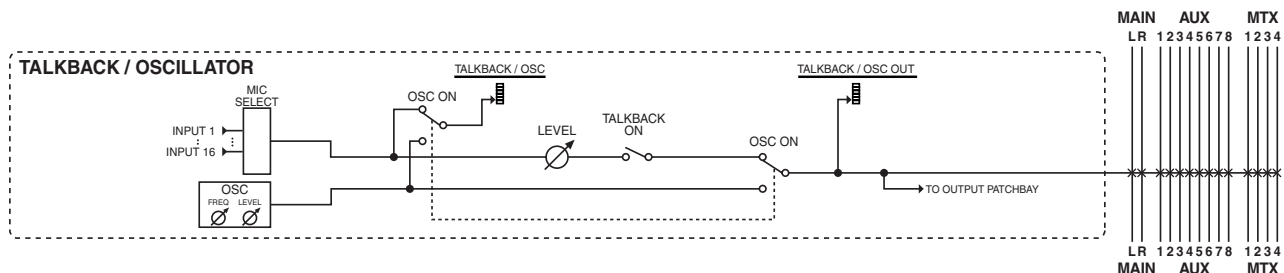 MAIN AUX MTX
LR 12345678 1234
TALKBACK / OSCILLATOR
TALKBACK / OSC
TALKBACK / OSC OUT
MIC
SELECT
OSC ON
INPUT 1
INPUT 16
LEVEL
TALKBACK
ON
OSC ON
OSC
FREQ LEVEL
TO OUTPUT PATCHBAY
LR 12345678 1234
MAIN AUX MTX